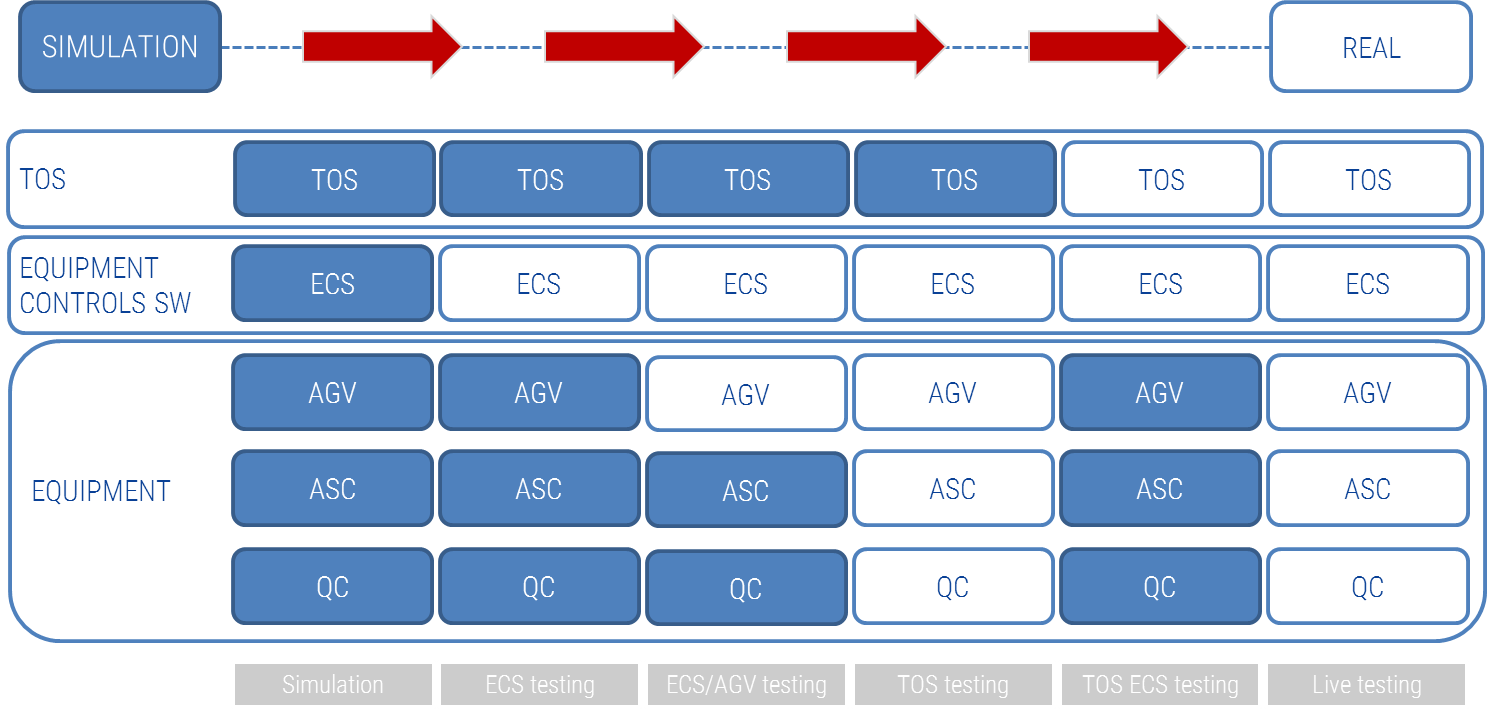 SIMULATION
REAL
TOS
TOS
TOS
TOS
TOS
TOS
TOS
EQUIPMENT
CONTROLS SW
ECS
ECS
ECS
ECS
ECS
ECS
EQUIPMENT
AGV
AGV
AGV
AGV
AGV
AGV
ASC
ASC
ASC
ASC
ASC
ASC
QC
QC
QC
QC
QC
QC
Simulation
ECS testing
ECS/AGV testing
TOS testing
TOS ECS testing
Live testing